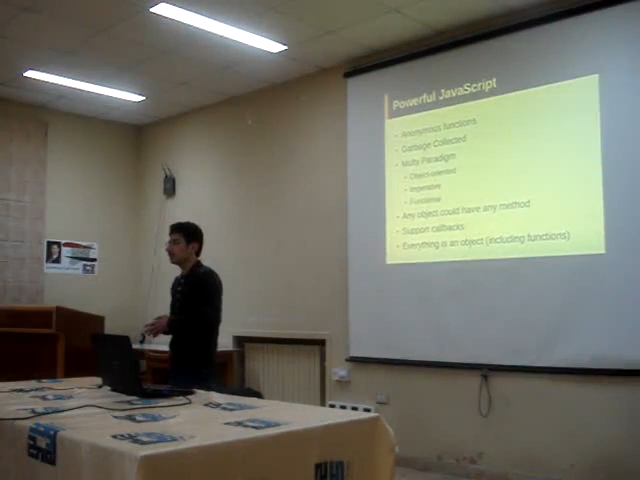 Powerful JavaScript
- Anonymous functions
- Garbage Collected
- Multy Paradigm
- Object-oriented
- Imperative
- Functional
- Any object could have any method
- Support callbacks
- Everything is an object (including functions)